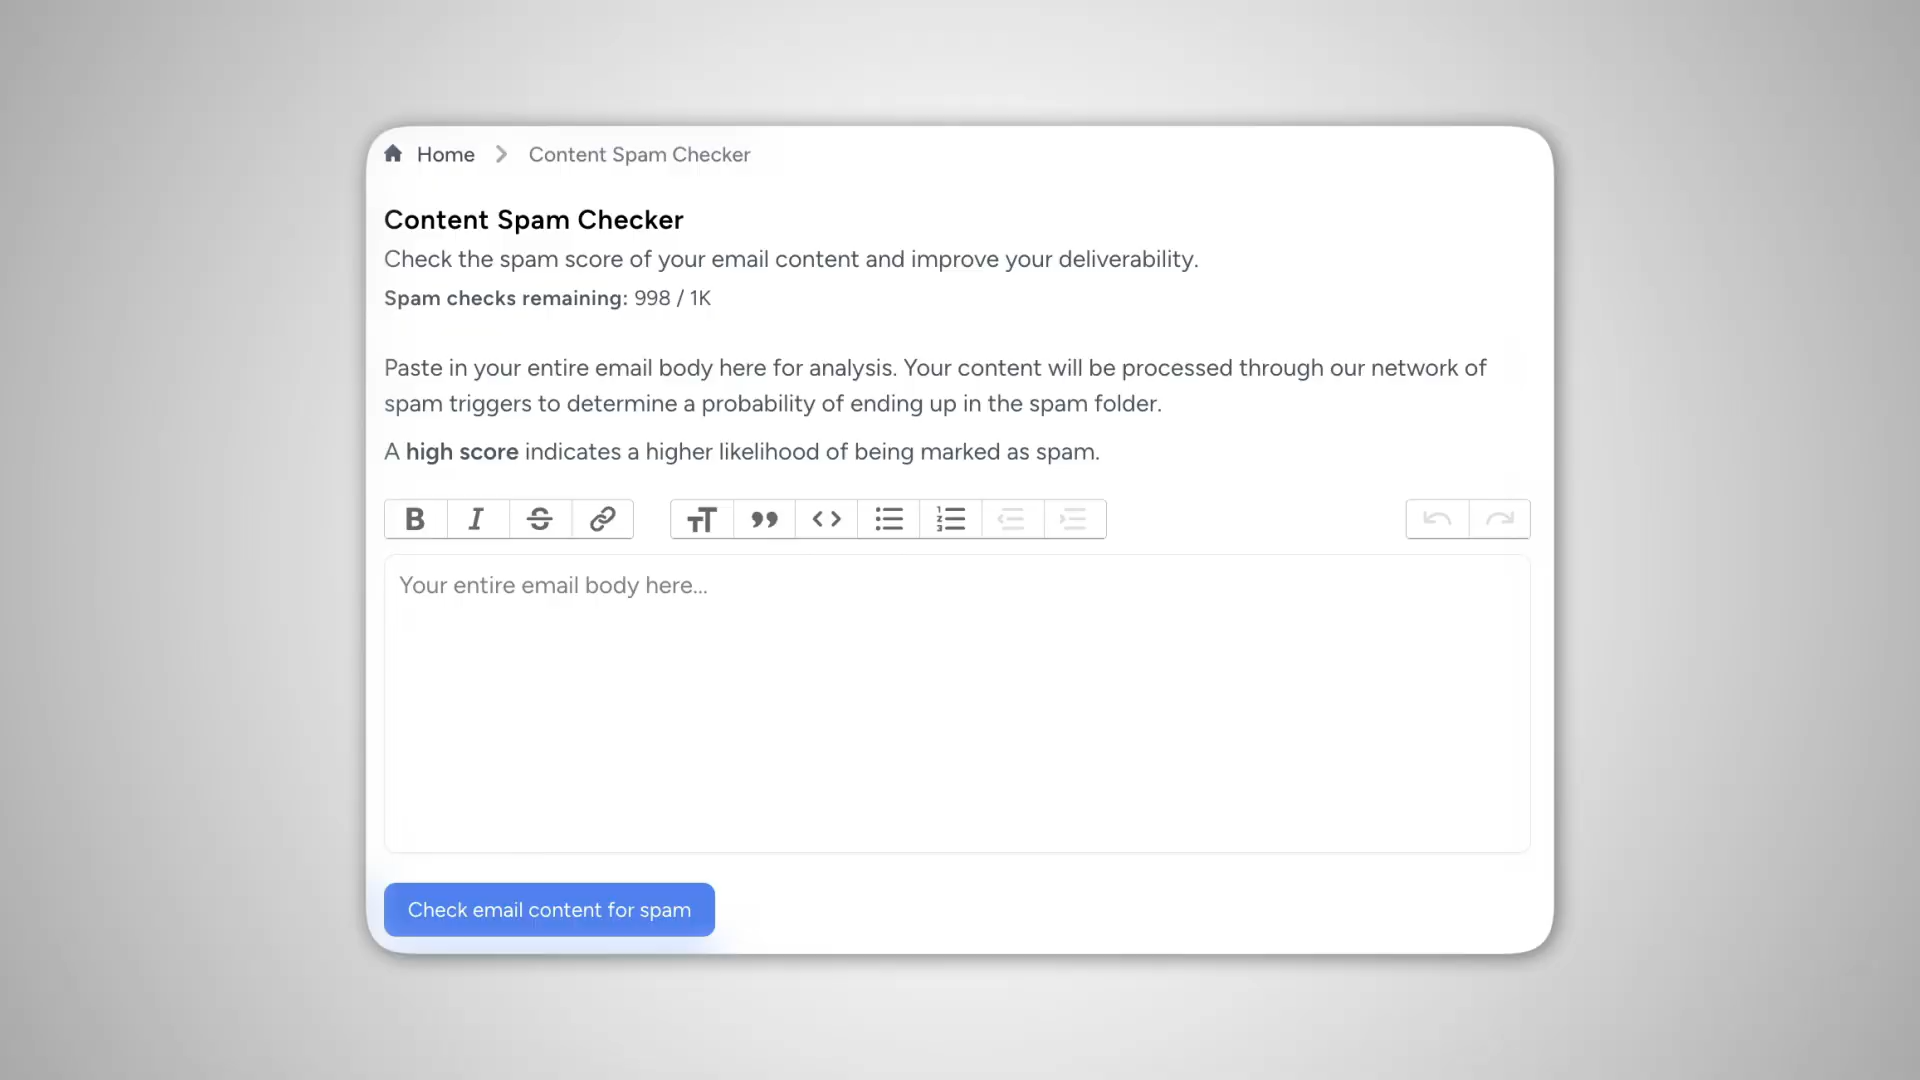 Home > Content Spam Checker
Content Spam Checker
Check the spam score of your email content and improve your deliverability.
Spam checks remaining: 998 / 1K
Paste in your entire email body here for analysis. Your content will be processed through our network of
spam triggers to determine a probability of ending up in the spam folder.
A high score indicates a higher likelihood of being marked as spam.
Your entire email body here...
Check email content for spam